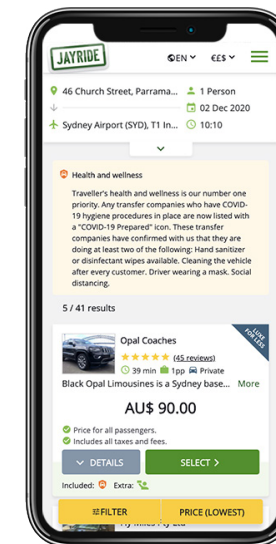 JAYRIDE
EN
€£$
46 Church Street, Parrama...
1 Person
02 Dec 2020
Sydney Airport (SYD), T1 In...
10:10
Health and wellness
Traveller's health and wellness is our number one
priority. Any transfer companies who have COVID-
19 hygiene procedures in place are now listed with
a "COVID-19 Prepared" icon. These transfer
companies have confirmed with us that they are
doing at least two of the following: Hand sanitizer
or disinfectant wipes available. Cleaning the vehicle
after every customer. Driver wearing a mask. Social
distancing.
5 / 41 results
LUXE
FOR LESS
Opal Coaches
(45 reviews)
39 min 1pp Private
Black Opal Limousines is a Sydney base... More
AU$ 90.00
Price for all passengers.
Includes all taxes and fees.
DETAILS
SELECT >
Included: Extra:
FILTER
PRICE (LOWEST)